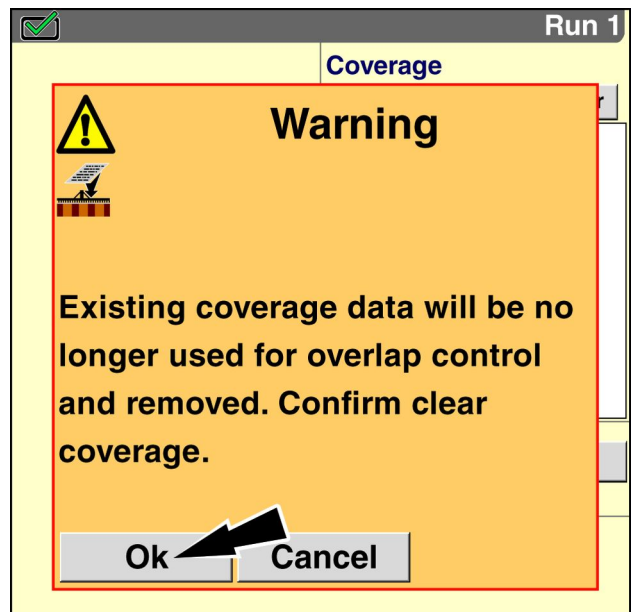 Run 1
Coverage
Warning
Existing coverage data will be no
longer used for overlap control
and removed. Confirm clear
coverage.
Ok
Cancel